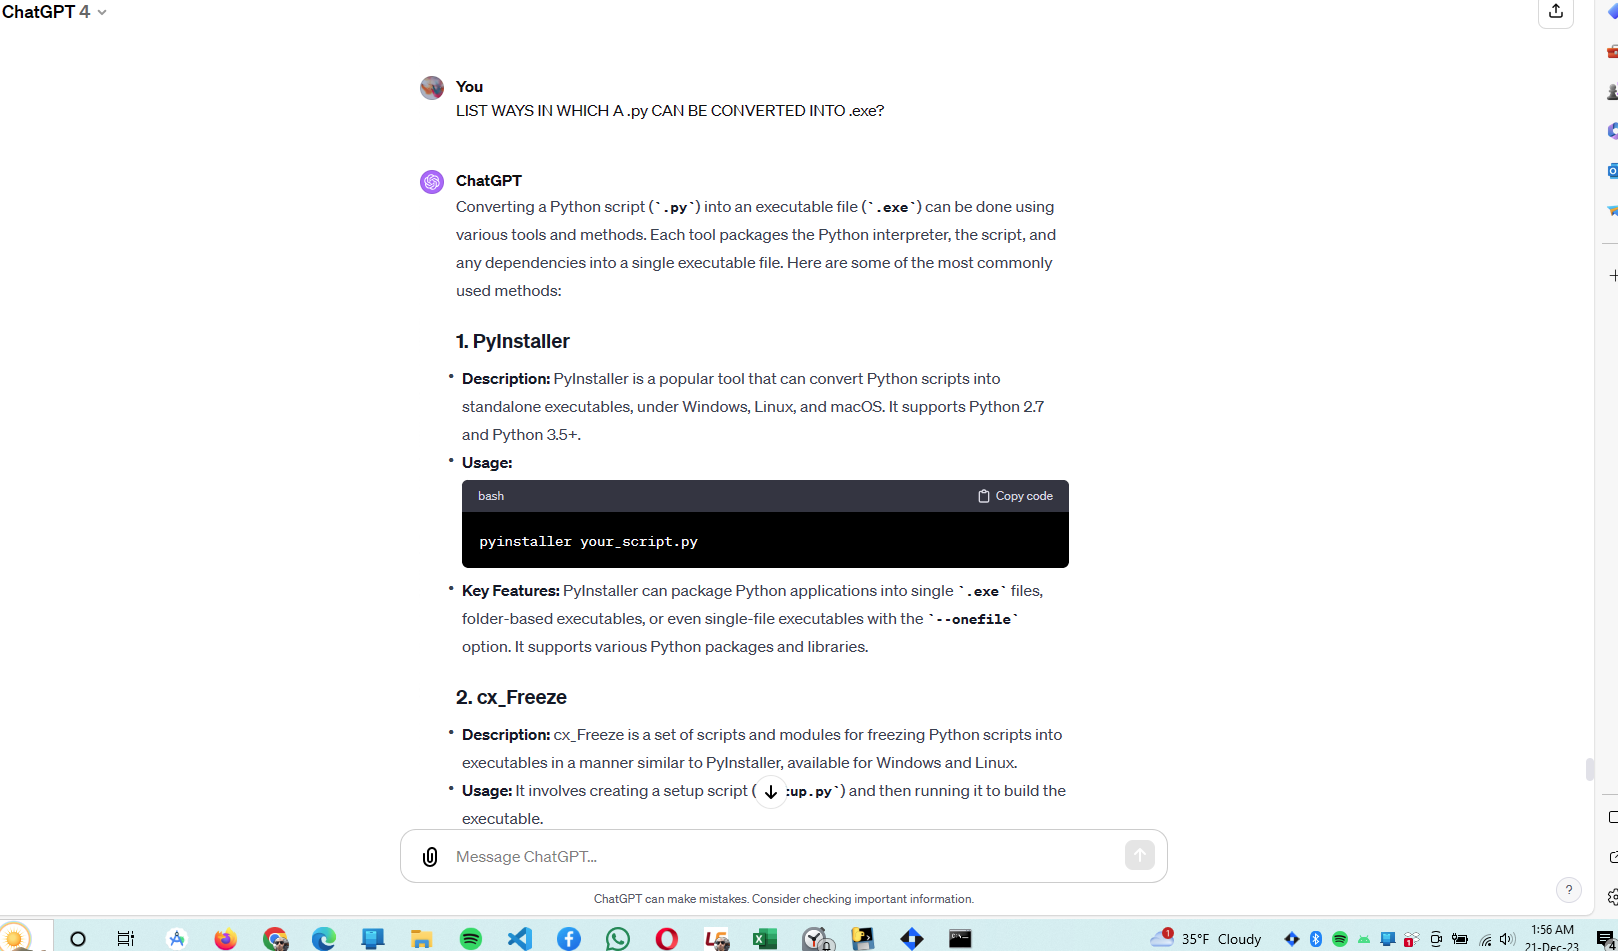 ChatGPT 4
You
LIST WAYS IN WHICH A .py CAN BE CONVERTED INTO .exe?
ChatGPT
Converting a Python script (`.py`) into an executable file (`.exe`) can be done using
various tools and methods. Each tool packages the Python interpreter, the script, and
any dependencies into a single executable file. Here are some of the most commonly
used methods:
1. PyInstaller
• Description: PyInstaller is a popular tool that can convert Python scripts into
standalone executables, under Windows, Linux, and macOS. It supports Python 2.7
and Python 3.5+.
• Usage:
bash
Copy code
pyinstaller your_script.py
• Key Features: PyInstaller can package Python applications into single `.exe` files,
folder-based executables, or even single-file executables with the `--onefile`
option. It supports various Python packages and libraries.
2. cx_Freeze
• Description: cx_Freeze is a set of scripts and modules for freezing Python scripts into
executables in a manner similar to PyInstaller, available for Windows and Linux.
• Usage: It involves creating a setup script ( up.py`) and then running it to build the
executable.
Message ChatGPT...
ChatGPT can make mistakes. Consider checking important information.
?
1
35°F Cloudy
1
1:56 AM
21-Dec-23
4